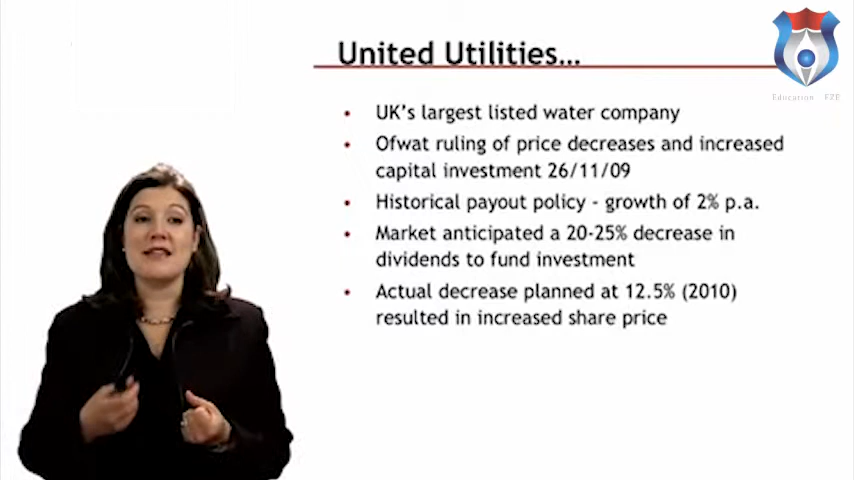 United Utilities...
Education FZE
• UK's largest listed water company
• Ofwat ruling of price decreases and increased
capital investment 26/11/09
• Historical payout policy - growth of 2% p.a.
• Market anticipated a 20-25% decrease in
dividends to fund investment
• Actual decrease planned at 12.5% (2010)
resulted in increased share price